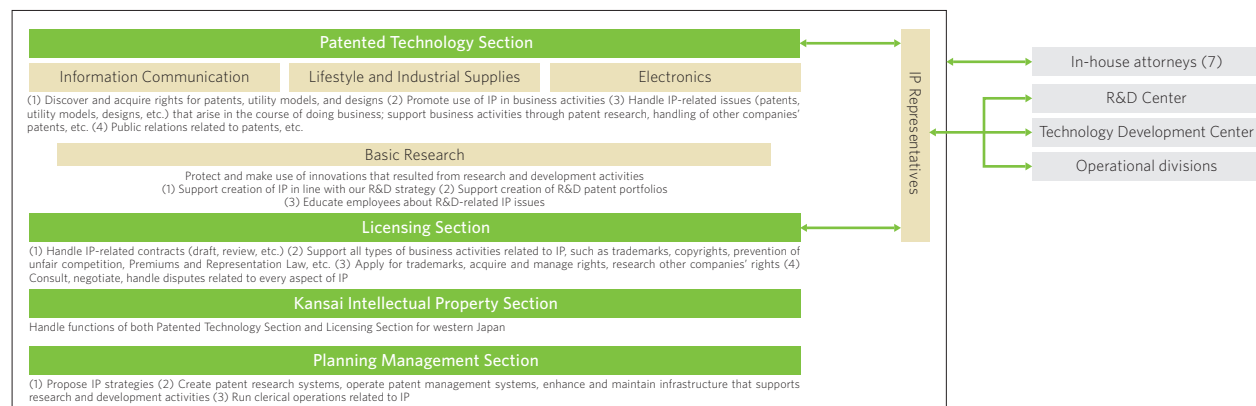 Patented Technology Section
Information Communication
Lifestyle and Industrial Supplies
Electronics
(1) Discover and acquire rights for patents, utility models, and designs (2) Promote use of IP in business activities (3) Handle IP-related issues (patents,
utility models, designs, etc.) that arise in the course of doing business; support business activities through patent research, handling of other companies'
patents, etc. (4) Public relations related to patents, etc.
Basic Research
Protect and make use of innovations that resulted from research and development activities
(1) Support creation of IP in line with our R&D strategy (2) Support creation of R&D patent portfolios
(3) Educate employees about R&D-related IP issues
Licensing Section
(1) Handle IP-related contracts (draft, review, etc.) (2) Support all types of business activities related to IP, such as trademarks, copyrights, prevention of
unfair competition, Premiums and Representation Law, etc. (3) Apply for trademarks, acquire and manage rights, research other companies' rights (4)
Consult, negotiate, handle disputes related to every aspect of IP
Kansai Intellectual Property Section
Handle functions of both Patented Technology Section and Licensing Section for western Japan
Planning Management Section
(1) Propose IP strategies (2) Create patent research systems, operate patent management systems, enhance and maintain infrastructure that supports
research and development activities (3) Run clerical operations related to IP
IP Representatives
In-house attorneys (7)
R&D Center
Technology Development Center
Operational divisions